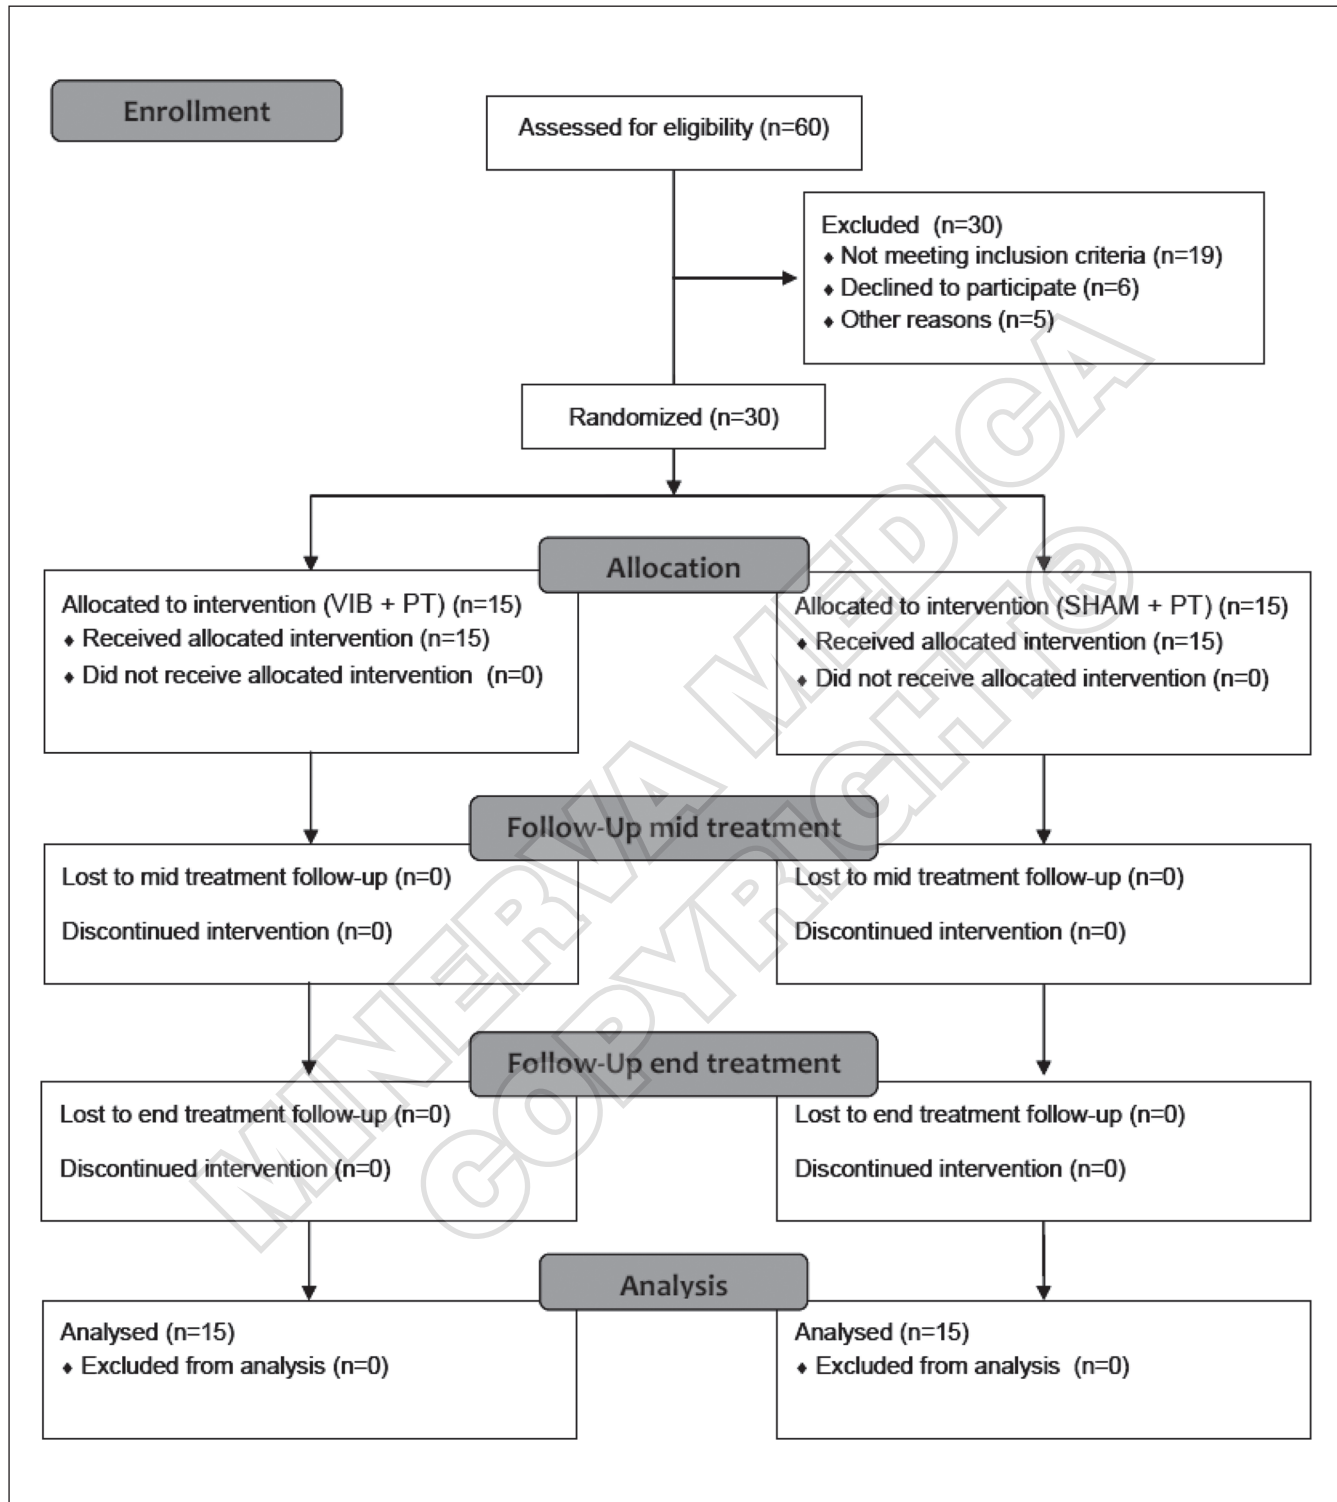 Enrollment
Assessed for eligibility (n=60)
Excluded (n=30)
♦ Not meeting inclusion criteria (n=19)
♦ Declined to participate (n=6)
♦ Other reasons (n=5)
Randomized (n=30)
Allocation
Allocated to intervention (VIB + PT) (n=15)
♦ Received allocated intervention (n=15)
♦ Did not receive allocated intervention (n=0)
Allocated to intervention (SHAM + PT) (n=15)
♦ Received allocated intervention (n=15)
♦ Did not receive allocated intervention (n=0)
Follow-Up mid treatment
Lost to mid treatment follow-up (n=0)
Discontinued intervention (n=0)
Lost to mid treatment follow-up (n=0)
Discontinued intervention (n=0)
Follow-Up end treatment
Lost to end treatment follow-up (n=0)
Discontinued intervention (n=0)
Lost to end treatment follow-up (n=0)
Discontinued intervention (n=0)
Analysis
Analysed (n=15)
♦ Excluded from analysis (n=0)
Analysed (n=15)
♦ Excluded from analysis (n=0)
MINERVA MEDICA
COPYRIGHT®